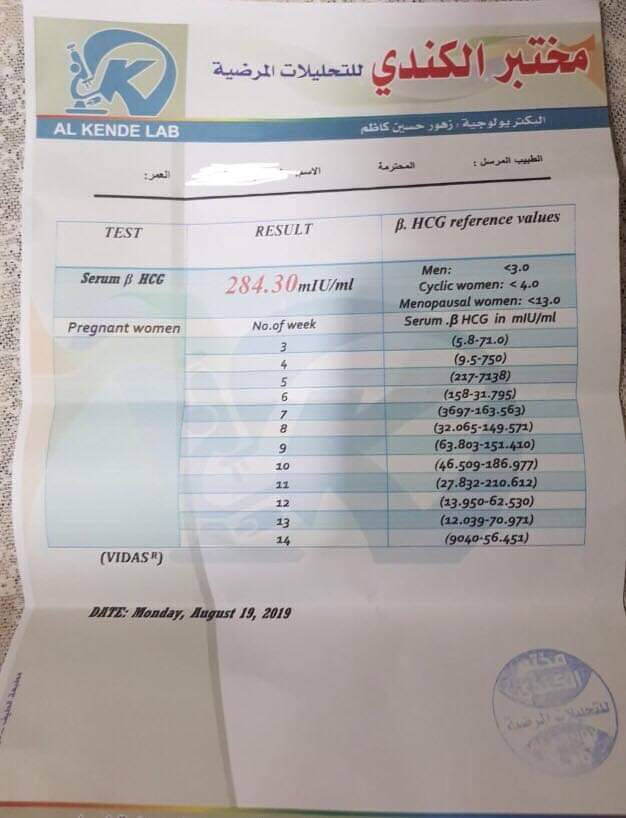 مختبر الكندي للتحليلات المرضية
K
AL KENDE LAB
البكتريولوجية : زهور حسين كاظم
الطبيب المرسل : المحترمة الاسم: العمر:
TEST RESULT β. HCG reference values
Serum β HCG 284.30mIU/ml Men: <3.0
Cyclic women: < 4.0
Menopausal women: <13.0
Pregnant women No.of week Serum .β HCG in mIU/ml
3 (5.8-71.0)
4 (9.5-750)
5 (217-7138)
6 (158-31.795)
7 (3697-163.563)
8 (32.065-149.571)
9 (63.803-151.410)
10 (46.509-186.977)
11 (27.832-210.612)
12 (13.950-62.530)
13 (12.039-70.971)
14 (9040-56.451)
(VIDASᴿ)
DATE: Monday, August 19, 2019
مختبر
الكندي
للتحليلات المرضية